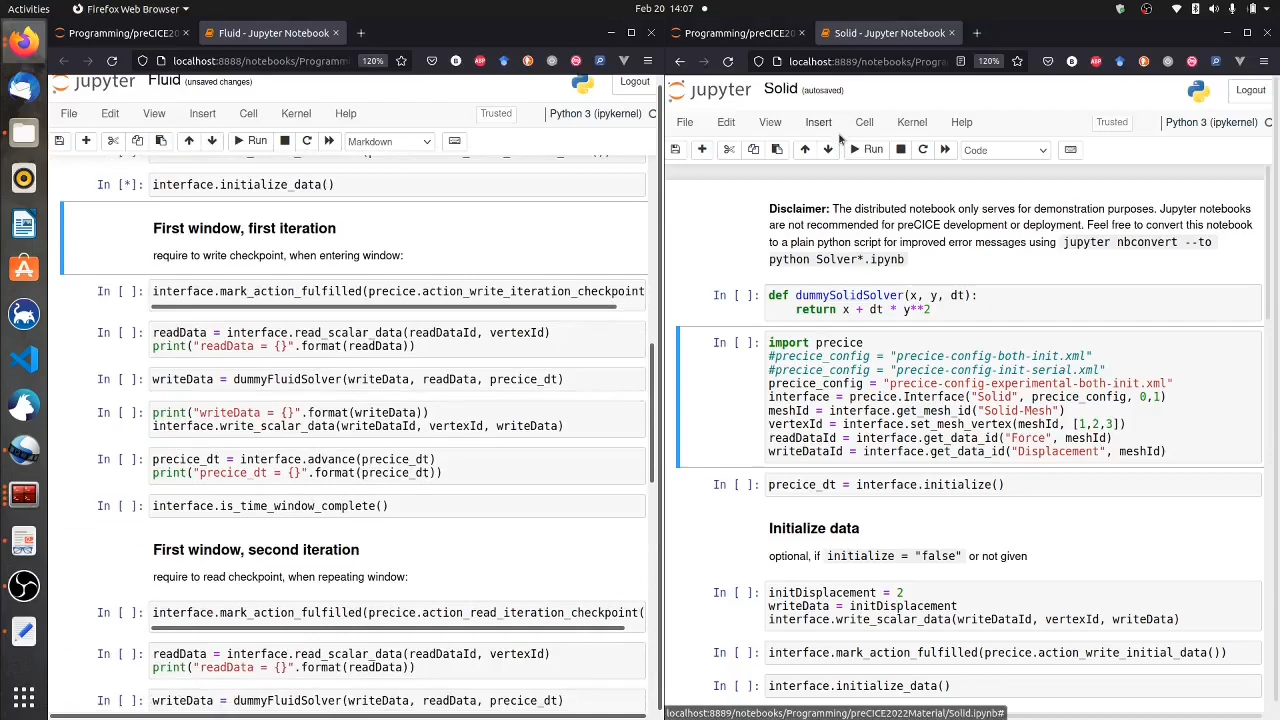 Activities
Firefox Web Browser
Feb 20 14:07
Programming/preCICE20
Fluid - Jupyter Notebook
localhost:8888/notebooks/Programm
120%
jupyter Fluid (unsaved changes)
Logout
File Edit View Insert Cell Kernel Help
Trusted
Python 3 (ipykernel)
Run
Markdown
In [*]: interface.initialize_data()
First window, first iteration
require to write checkpoint, when entering window:
In [ ]: interface.mark_action_fulfilled(precice.action_write_iteration_checkpoint
In [ ]: readData = interface.read_scalar_data(readDataId, vertexId)
print("readData = {}".format(readData))
In [ ]: writeData = dummyFluidSolver(writeData, readData, precice_dt)
In [ ]: print("writeData = {}".format(writeData))
interface.write_scalar_data(writeDataId, vertexId, writeData)
In [ ]: precice_dt = interface.advance(precice_dt)
print("precice_dt = {}".format(precice_dt))
In [ ]: interface.is_time_window_complete()
First window, second iteration
require to read checkpoint, when repeating window:
In [ ]: interface.mark_action_fulfilled(precice.action_read_iteration_checkpoint(
In [ ]: readData = interface.read_scalar_data(readDataId, vertexId)
print("readData = {}".format(readData))
In [ ]: writeData = dummyFluidSolver(writeData, readData, precice_dt)
Programming/preCICE20
Solid - Jupyter Notebook
localhost:8889/notebooks/Progra
120%
jupyter Solid (autosaved)
Logout
File Edit View Insert Cell Kernel Help
Trusted
Python 3 (ipykernel)
Run
Code
Disclaimer: The distributed notebook only serves for demonstration purposes. Jupyter notebooks
are not recommended for preCICE development or deployment. Feel free to convert this notebook
to a plain python script for improved error messages using jupyter nbconvert --to
python Solver*.ipynb
In [ ]: def dummySolidSolver(x, y, dt):
return x + dt * y**2
In [ ]: import precice
#precice_config = "precice-config-both-init.xml"
#precice_config = "precice-config-init-serial.xml"
precice_config = "precice-config-experimental-both-init.xml"
interface = precice.Interface("Solid", precice_config, 0,1)
meshId = interface.get_mesh_id("Solid-Mesh")
vertexId = interface.set_mesh_vertex(meshId, [1,2,3])
readDataId = interface.get_data_id("Force", meshId)
writeDataId = interface.get_data_id("Displacement", meshId)
In [ ]: precice_dt = interface.initialize()
Initialize data
optional, if initialize = "false" or not given
In [ ]: initDisplacement = 2
writeData = initDisplacement
interface.write_scalar_data(writeDataId, vertexId, writeData)
In [ ]: interface.mark_action_fulfilled(precice.action_write_initial_data())
In [ ]: interface.initialize_data()
localhost:8889/notebooks/Programming/preCICE2022Material/Solid.ipynb#